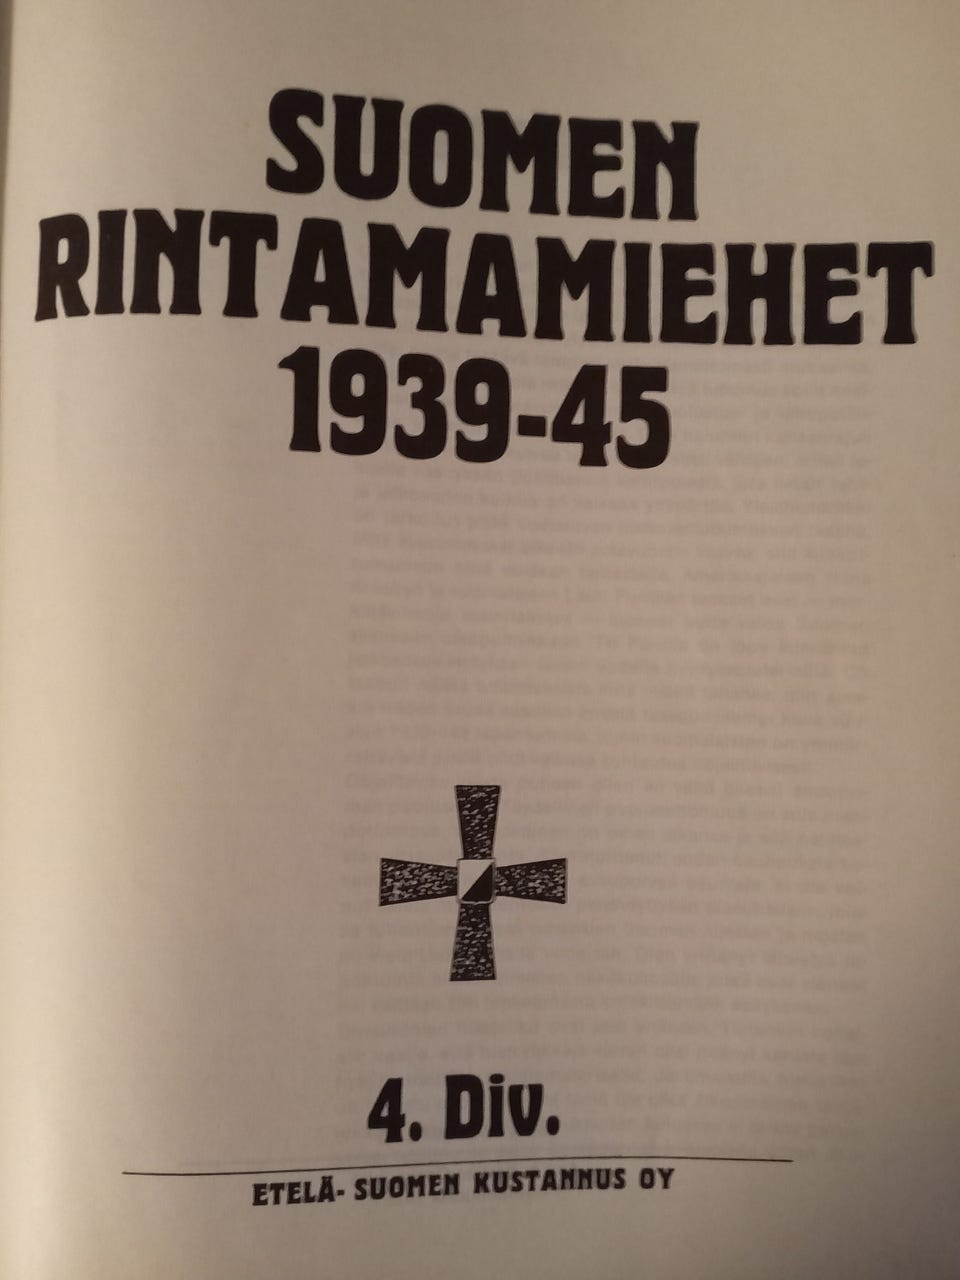 SUOMEN
RINTAMAMIEHET
1939-45
4. Div.
ETELÄ- SUOMEN KUSTANNUS OY